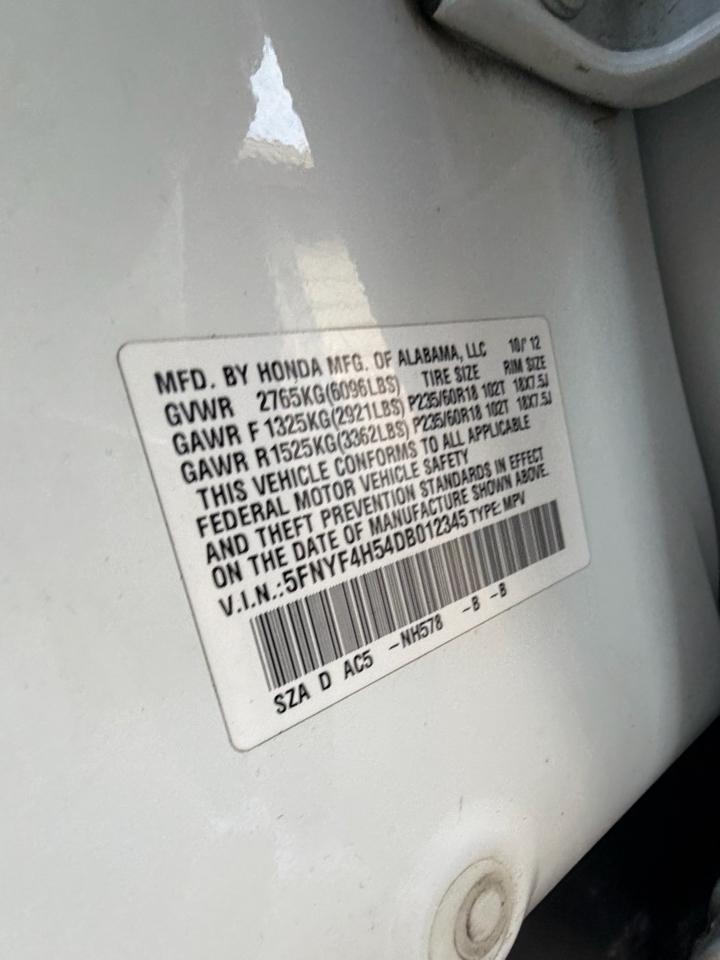 MFD. BY HONDA MFG. OF ALABAMA, LLC 10/'12
GVWR 2765KG(6096LBS) TIRE SIZE RIM SIZE
GAWR F 1325KG(2921LBS) P235/60R18 102T 18X7.5J
GAWR R1525KG(3362LBS) P235/60R18 102T 18X7.5J
THIS VEHICLE CONFORMS TO ALL APPLICABLE
FEDERAL MOTOR VEHICLE SAFETY
AND THEFT PREVENTION STANDARDS IN EFFECT
ON THE DATE OF MANUFACTURE SHOWN ABOVE.
V.I.N.:5FNYF4H54DB012345 TYPE: MPV
SZA D AC5 -NH578 -B -B